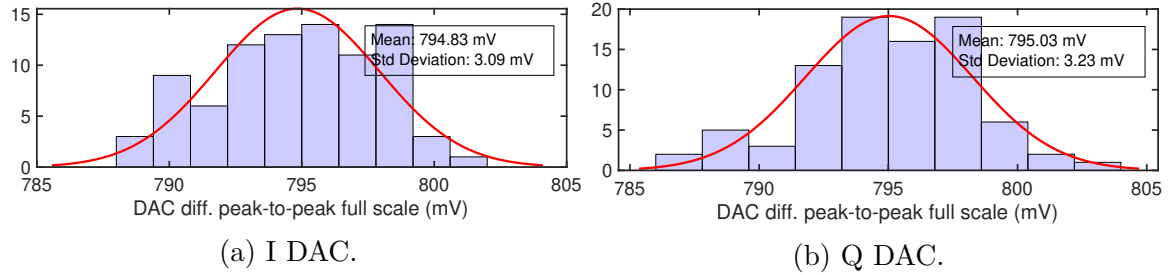 15
10
5
0
Mean: 794.83 mV
Std Deviation: 3.09 mV
785 790 795 800 805
DAC diff. peak-to-peak full scale (mV)
(a) I DAC.
20
15
10
5
0
Mean: 795.03 mV
Std Deviation: 3.23 mV
785 790 795 800 805
DAC diff. peak-to-peak full scale (mV)
(b) Q DAC.